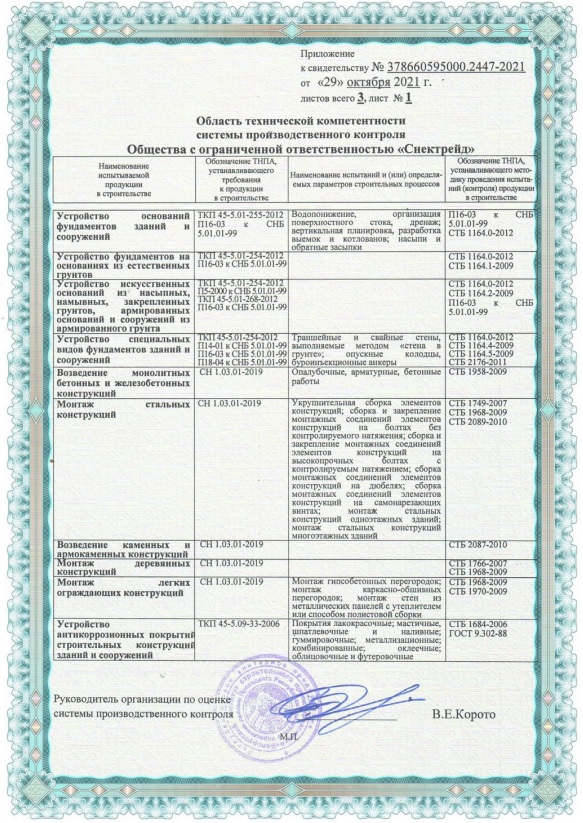 Приложение
к свидетельству № 378660595000.2447-2021
от «29» октября 2021 г.
листов всего 3, лист № 1
Область технической компетентности
системы производственного контроля
Общества с ограниченной ответственностью «Снектрейд»
Наименование
испытываемой
продукции
в строительстве
Обозначение ТНПА,
устанавливающего
требования
к продукции
в строительстве
Наименование испытаний и (или) определя-
емых параметров строительных процессов
Обозначение ТНПА,
устанавливающего мето-
дику проведения испыта-
ний (контроля) продукции
в строительстве
Устройство оснований
фундаментов зданий и
сооружений
ТКП 45-5.01-255-2012
П16-03 к СНБ
5.01.01-99
Водопонижение, организация
поверхностного стока, дренаж;
вертикальная планировка, разработка
выемок и котлованов; насыпи и
обратные засыпки
П16-03 к СНБ
5.01.01-99
СТБ 1164.0-2012
Устройство фундаментов на
основаниях из естественных
грунтов
ТКП 45-5.01-254-2012
П16-03 к СНБ 5.01.01-99
СТБ 1164.0-2012
СТБ 1164.1-2009
Устройство искусственных
оснований из насыпных,
намывных, закрепленных
грунтов, армированных
оснований и сооружений из
армированного грунта
ТКП 45-5.01-254-2012
П5-2000 к СНБ 5.01.01-99
ТКП 45-5.01-268-2012
П16-03 к СНБ 5.01.01-99
СТБ 1164.0-2012
СТБ 1164.2-2009
П16-03 к СНБ
5.01.01-99
Устройство специальных
видов фундаментов зданий и
сооружений
ТКП 45-5.01-254-2012
П14-01 к СНБ 5.01.01-99
П16-03 к СНБ 5.01.01-99
П18-04 к СНБ 5.01.01-99
Траншейные и свайные стены,
выполняемые методом «стена в
грунте»; опускные колодцы,
буроинъекционные анкеры
СТБ 1164.0-2012
СТБ 1164.4-2009
СТБ 1164.5-2009
СТБ 2176-2011
Возведение монолитных
бетонных и железобетонных
конструкций
СН 1.03.01-2019
Опалубочные, арматурные, бетонные
работы
СТБ 1958-2009
Монтаж стальных
конструкций
СН 1.03.01-2019
Укрупнительная сборка элементов
конструкций; сборка и закрепление
монтажных соединений элементов
конструкций на болтах без
контролируемого натяжения; сборка и
закрепление монтажных соединений
элементов конструкций на
высокопрочных болтах с
контролируемым натяжением; сборка
монтажных соединений элементов
конструкций на дюбелях; сборка
монтажных соединений элементов
конструкций на самонарезающих
винтах; монтаж стальных
конструкций одноэтажных зданий;
монтаж стальных конструкций
многоэтажных зданий
СТБ 1749-2007
СТБ 1968-2009
СТБ 2089-2010
Возведение каменных и
армокаменных конструкций
СН 1.03.01-2019
СТБ 2087-2010
Монтаж деревянных
конструкций
СН 1.03.01-2019
СТБ 1766-2007
СТБ 1968-2009
Монтаж легких
ограждающих конструкций
СН 1.03.01-2019
Монтаж гипсобетонных перегородок;
монтаж каркасно-обшивных
перегородок; монтаж стен из
металлических панелей с утеплителем
или способом полистовой сборки
СТБ 1968-2009
СТБ 1970-2009
Устройство
антикоррозионных покрытий
строительных конструкций
зданий и сооружений
ТКП 45-5.09-33-2006
Покрытия лакокрасочные; мастичные,
шпатлевочные и наливные;
гуммировочные; металлизационные;
комбинированные; оклеечные;
облицовочные и футеровочные
СТБ 1684-2006
ГОСТ 9.302-88
Руководитель организации по оценке
системы производственного контроля
В.Е.Корото
М.П.